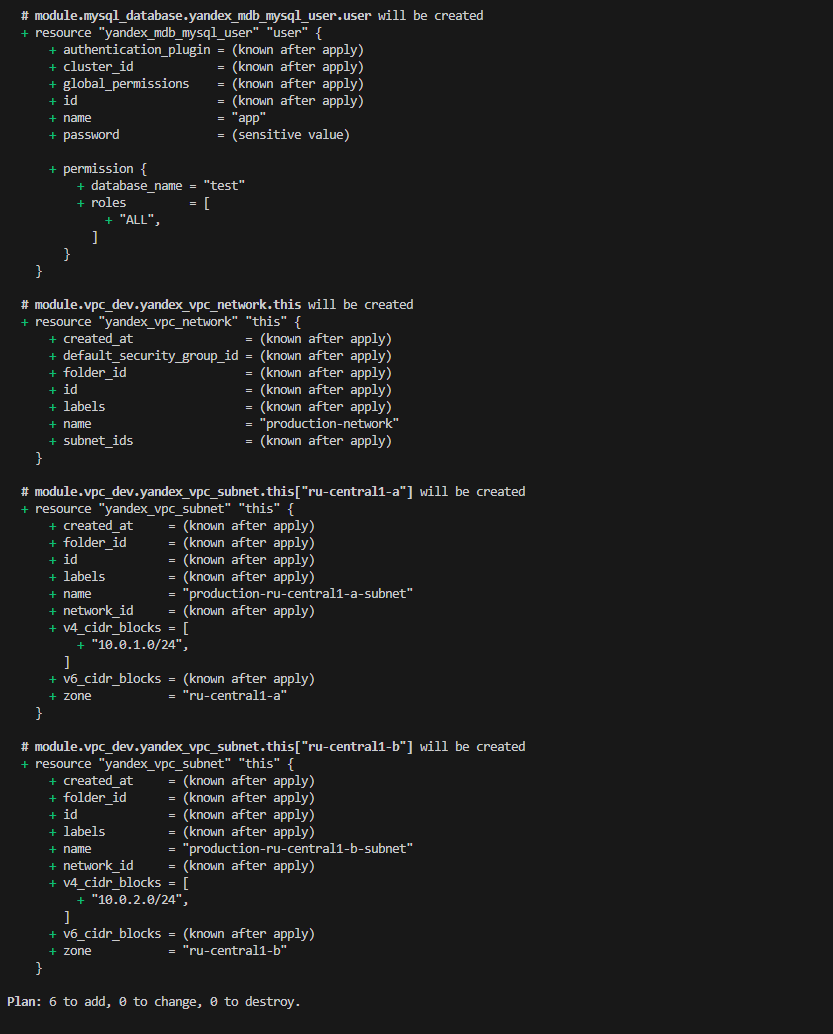 # module.mysql_database.yandex_mdb_mysql_user.user will be created
+ resource "yandex_mdb_mysql_user" "user" {
+ authentication_plugin = (known after apply)
+ cluster_id = (known after apply)
+ global_permissions = (known after apply)
+ id = (known after apply)
+ name = "app"
+ password = (sensitive value)
+ permission {
+ database_name = "test"
+ roles = [
+ "ALL",
]
}
}
# module.vpc_dev.yandex_vpc_network.this will be created
+ resource "yandex_vpc_network" "this" {
+ created_at = (known after apply)
+ default_security_group_id = (known after apply)
+ folder_id = (known after apply)
+ id = (known after apply)
+ labels = (known after apply)
+ name = "production-network"
+ subnet_ids = (known after apply)
}
# module.vpc_dev.yandex_vpc_subnet.this["ru-central1-a"] will be created
+ resource "yandex_vpc_subnet" "this" {
+ created_at = (known after apply)
+ folder_id = (known after apply)
+ id = (known after apply)
+ labels = (known after apply)
+ name = "production-ru-central1-a-subnet"
+ network_id = (known after apply)
+ v4_cidr_blocks = [
+ "10.0.1.0/24",
]
+ v6_cidr_blocks = (known after apply)
+ zone = "ru-central1-a"
}
# module.vpc_dev.yandex_vpc_subnet.this["ru-central1-b"] will be created
+ resource "yandex_vpc_subnet" "this" {
+ created_at = (known after apply)
+ folder_id = (known after apply)
+ id = (known after apply)
+ labels = (known after apply)
+ name = "production-ru-central1-b-subnet"
+ network_id = (known after apply)
+ v4_cidr_blocks = [
+ "10.0.2.0/24",
]
+ v6_cidr_blocks = (known after apply)
+ zone = "ru-central1-b"
}
Plan: 6 to add, 0 to change, 0 to destroy.